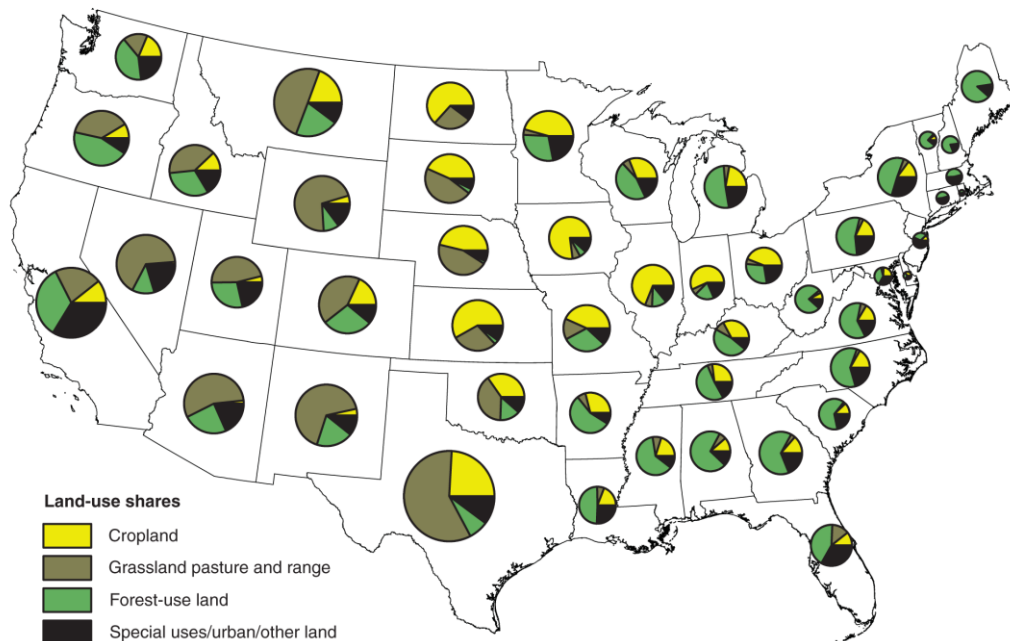 Land-use shares
Cropland
Grassland pasture and range
Forest-use land
Special uses/urban/other land